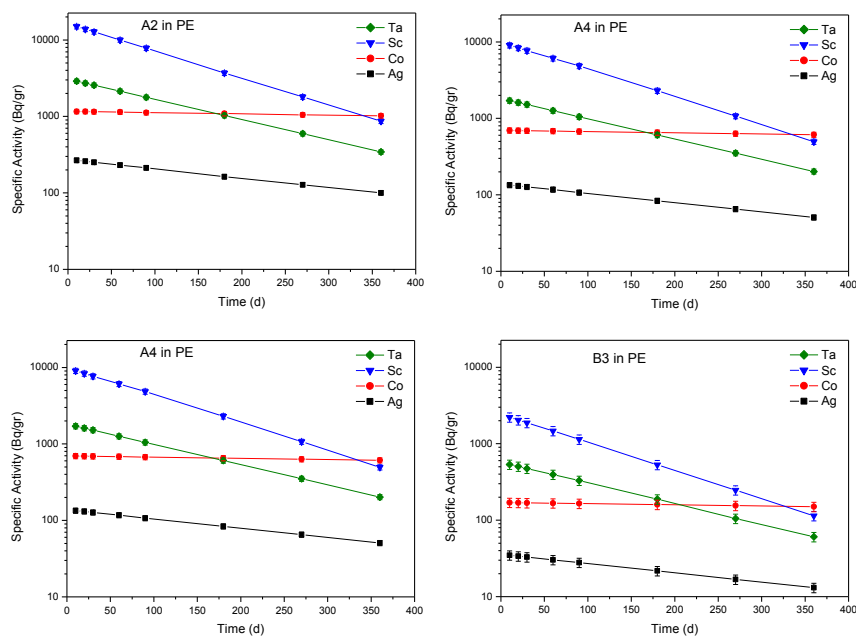 A2 in PE
Ta
Sc
Co
Ag
10000
1000
100
10
Specific Activity (Bq/gr)
0 50 100 150 200 250 300 350 400
Time (d)
A4 in PE
Ta
Sc
Co
Ag
10000
1000
100
10
Specific Activity (Bq/gr)
0 50 100 150 200 250 300 350 400
Time (d)
A4 in PE
Ta
Sc
Co
Ag
10000
1000
100
10
Specific Activity (Bq/gr)
0 50 100 150 200 250 300 350 400
Time (d)
B3 in PE
Ta
Sc
Co
Ag
10000
1000
100
10
Specific Activity (Bq/gr)
0 50 100 150 200 250 300 350 400
Time (d)